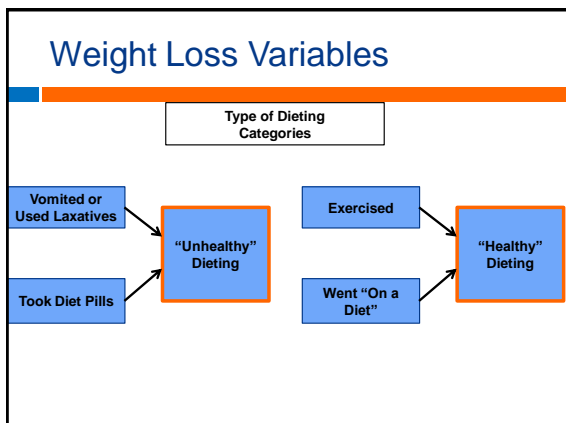 Weight Loss Variables
Type of Dieting
Categories
Vomited or
Used Laxatives
Took Diet Pills
“Unhealthy”
Dieting
Exercised
Went “On a
Diet”
“Healthy”
Dieting